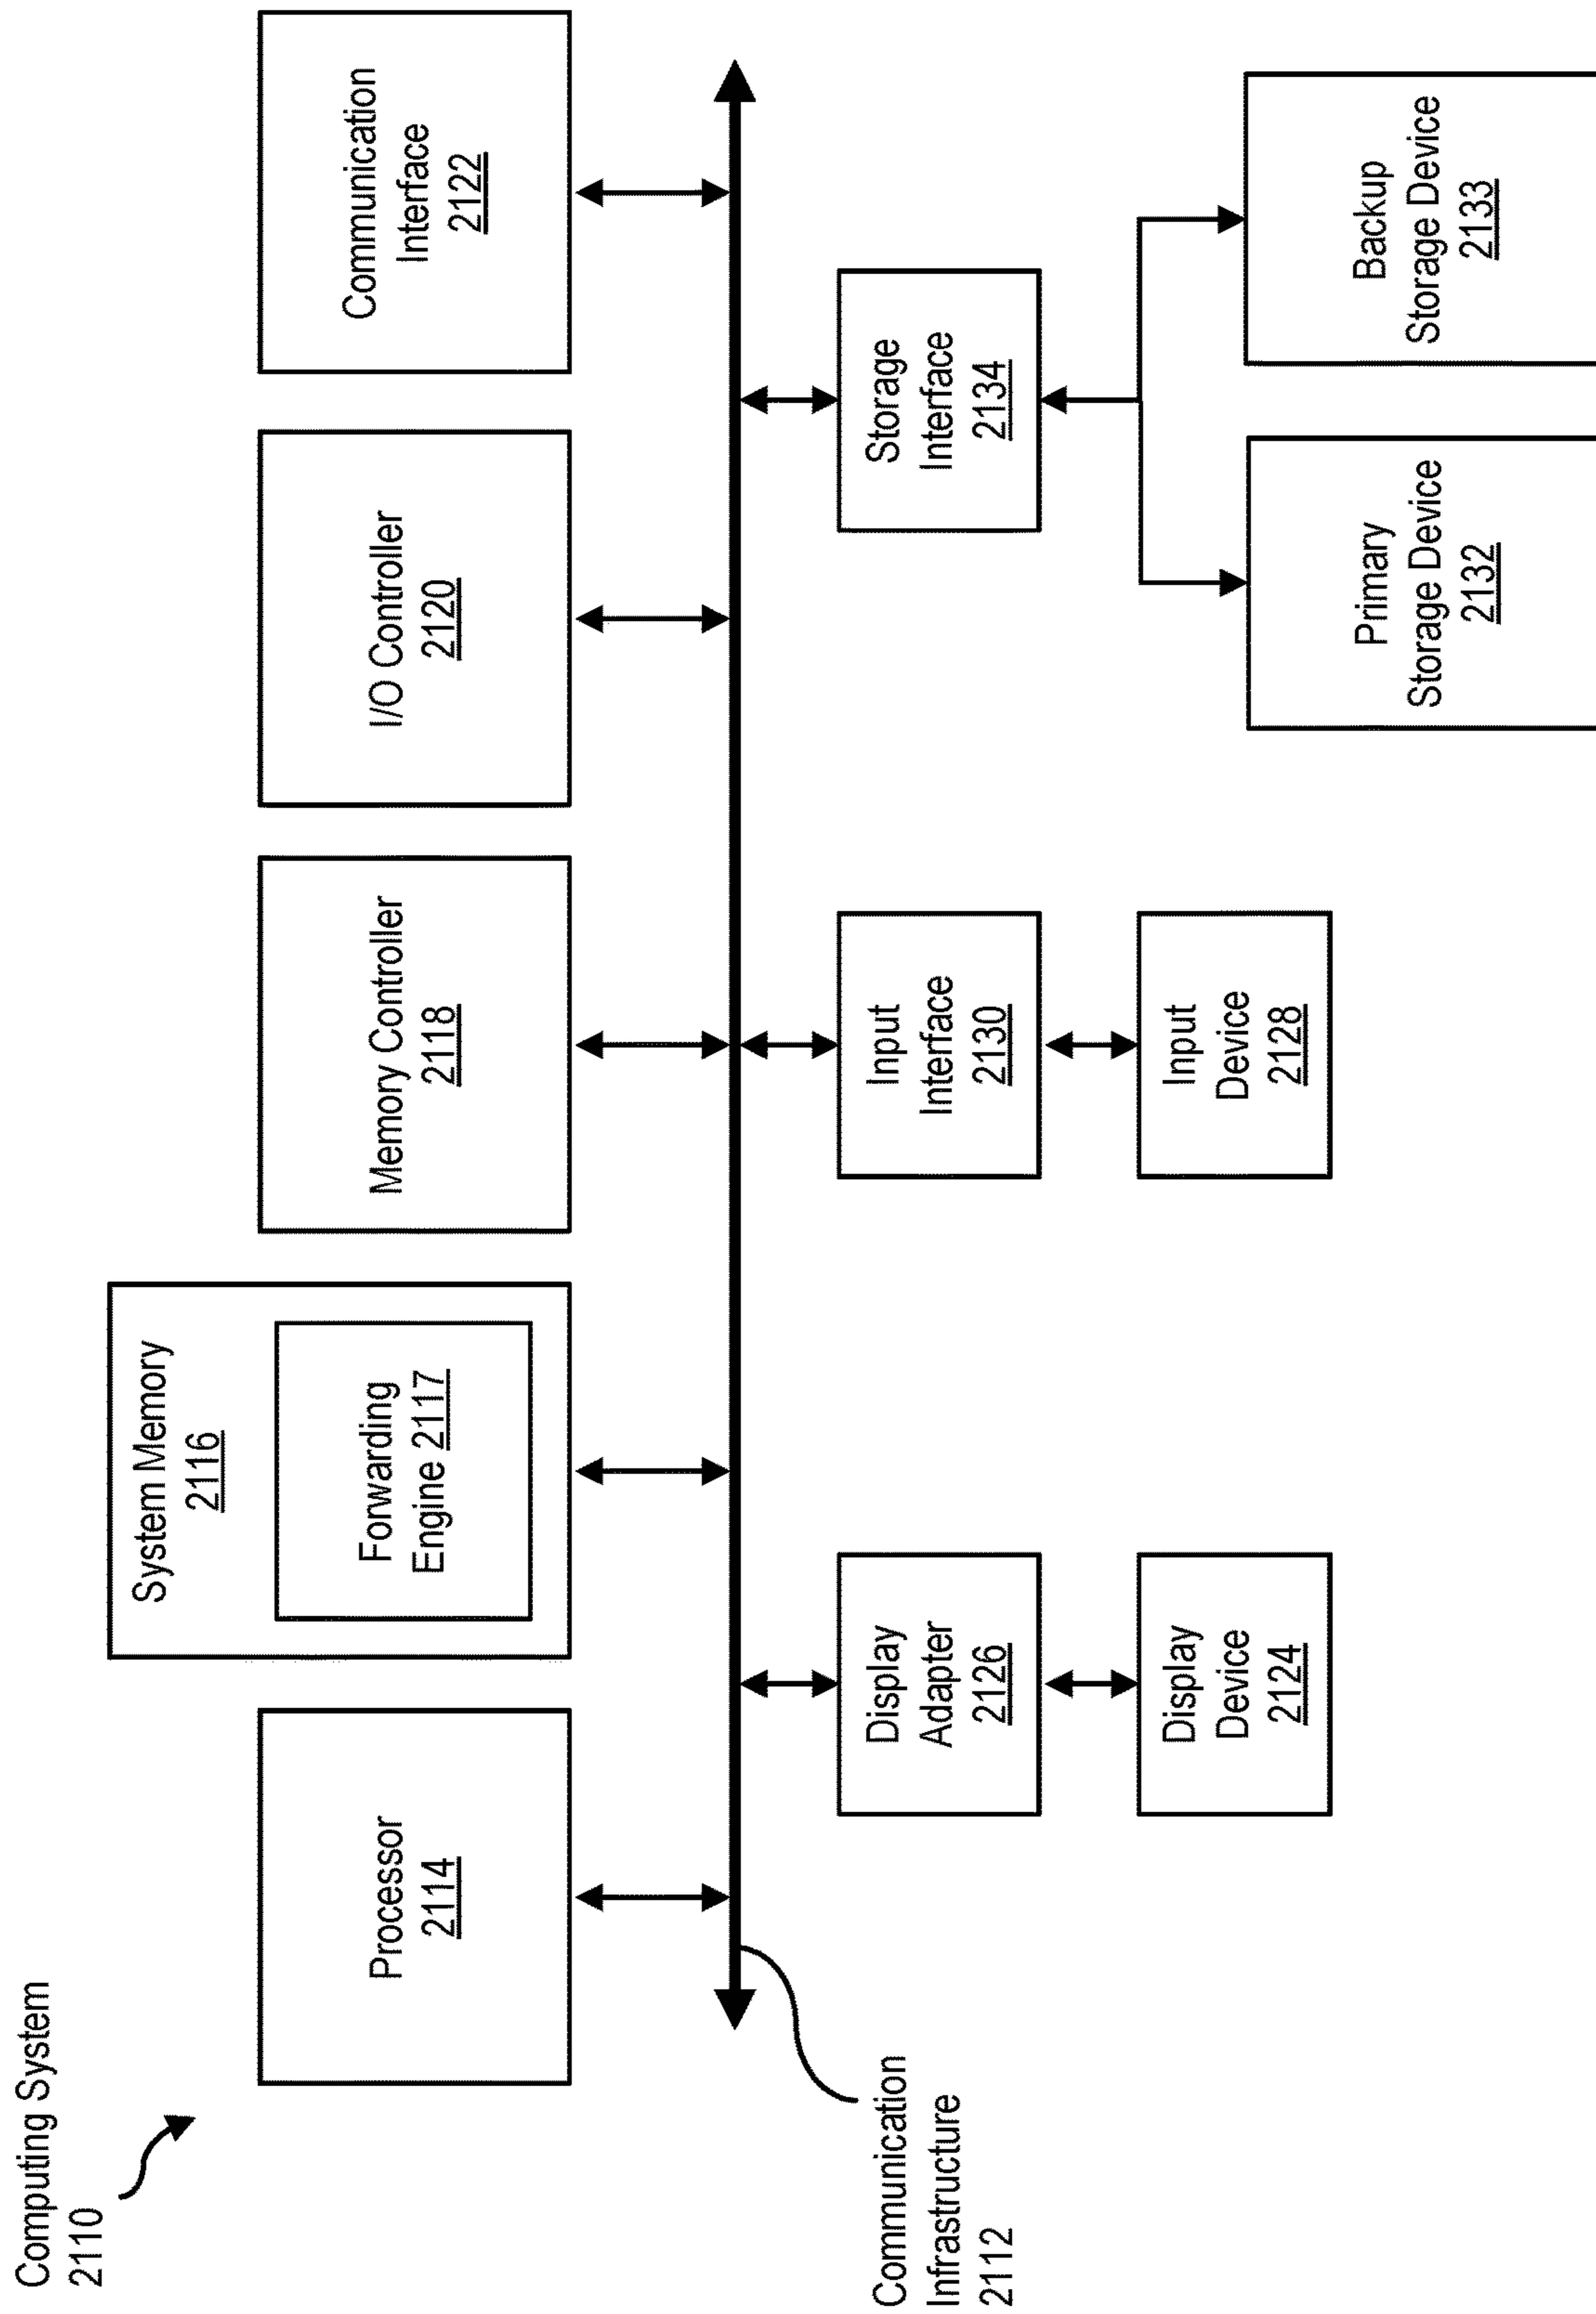 Computing System
2110
Processor
2114
System Memory
2116
Forwarding
Engine 2117
Memory Controller
2118
I/O Controller
2120
Communication
Interface
2122
Communication
Infrastructure
2112
Display
Adapter
2126
Input
Interface
2130
Storage
Interface
2134
Display
Device
2124
Input
Device
2128
Primary
Storage Device
2132
Backup
Storage Device
2133